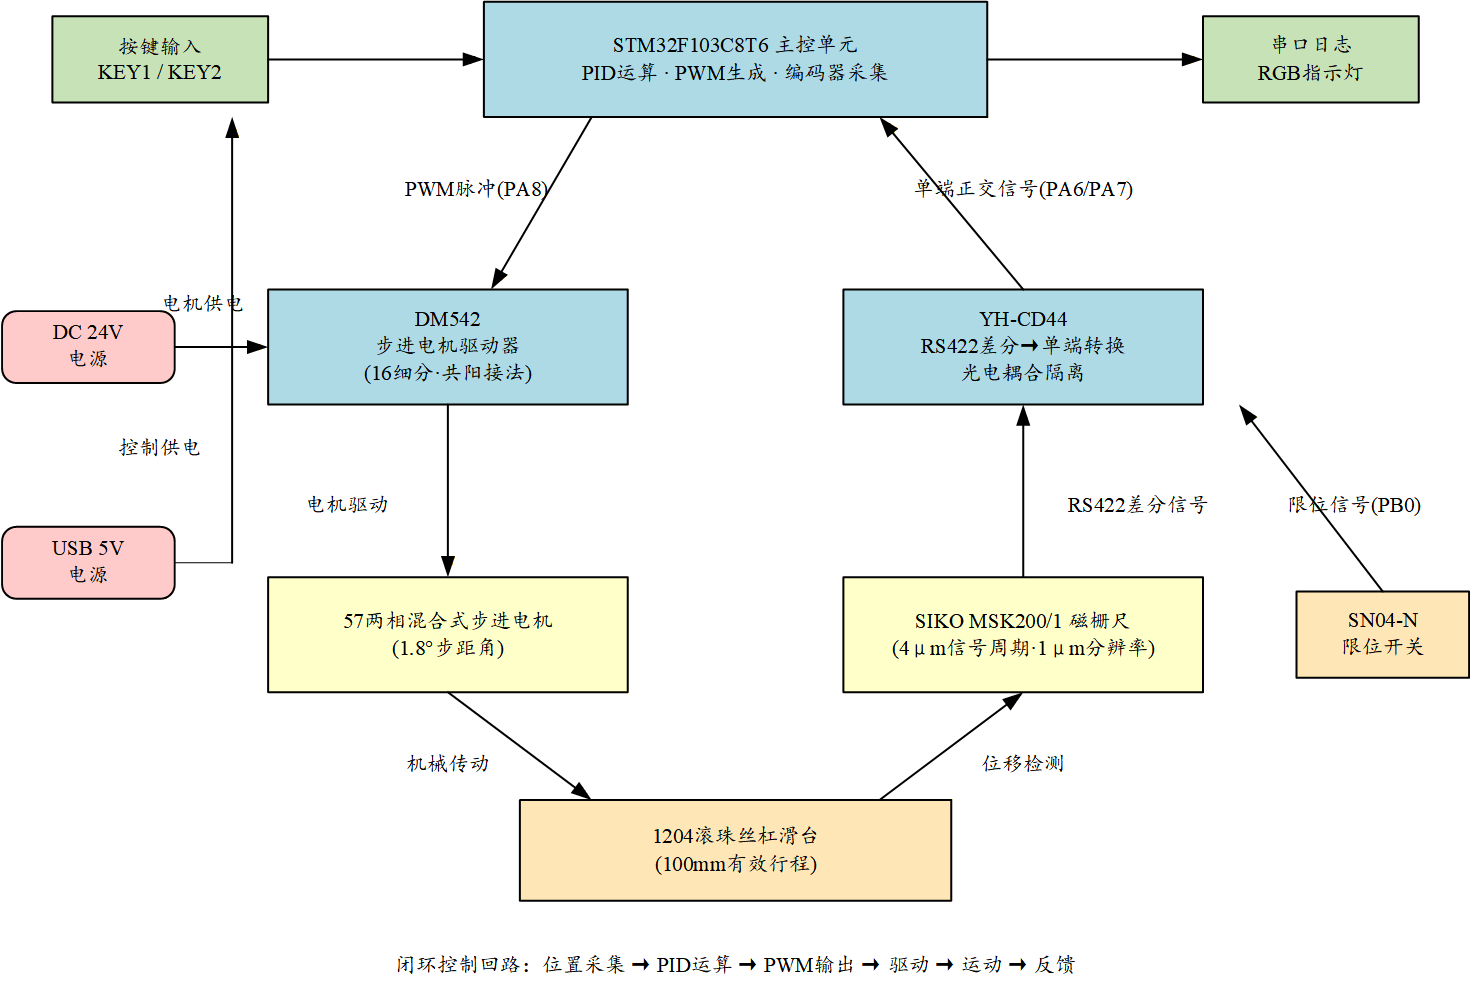 按键输入
KEY1 / KEY2
STM32F103C8T6 主控单元
PID运算 · PWM生成 · 编码器采集
串口日志
RGB指示灯
PWM脉冲(PA8)
单端正交信号(PA6/PA7)
电机供电
DC 24V
电源
DM542
步进电机驱动器
(16细分·共阳接法)
YH-CD44
RS422差分→单端转换
光电耦合隔离
控制供电
电机驱动
RS422差分信号
限位信号(PB0)
USB 5V
电源
57两相混合式步进电机
(1.8°步距角)
SIKO MSK200/1 磁栅尺
(4μm信号周期·1μm分辨率)
SN04-N
限位开关
机械传动
位移检测
1204滚珠丝杠滑台
(100mm有效行程)
闭环控制回路：位置采集 → PID运算 → PWM输出 → 驱动 → 运动 → 反馈